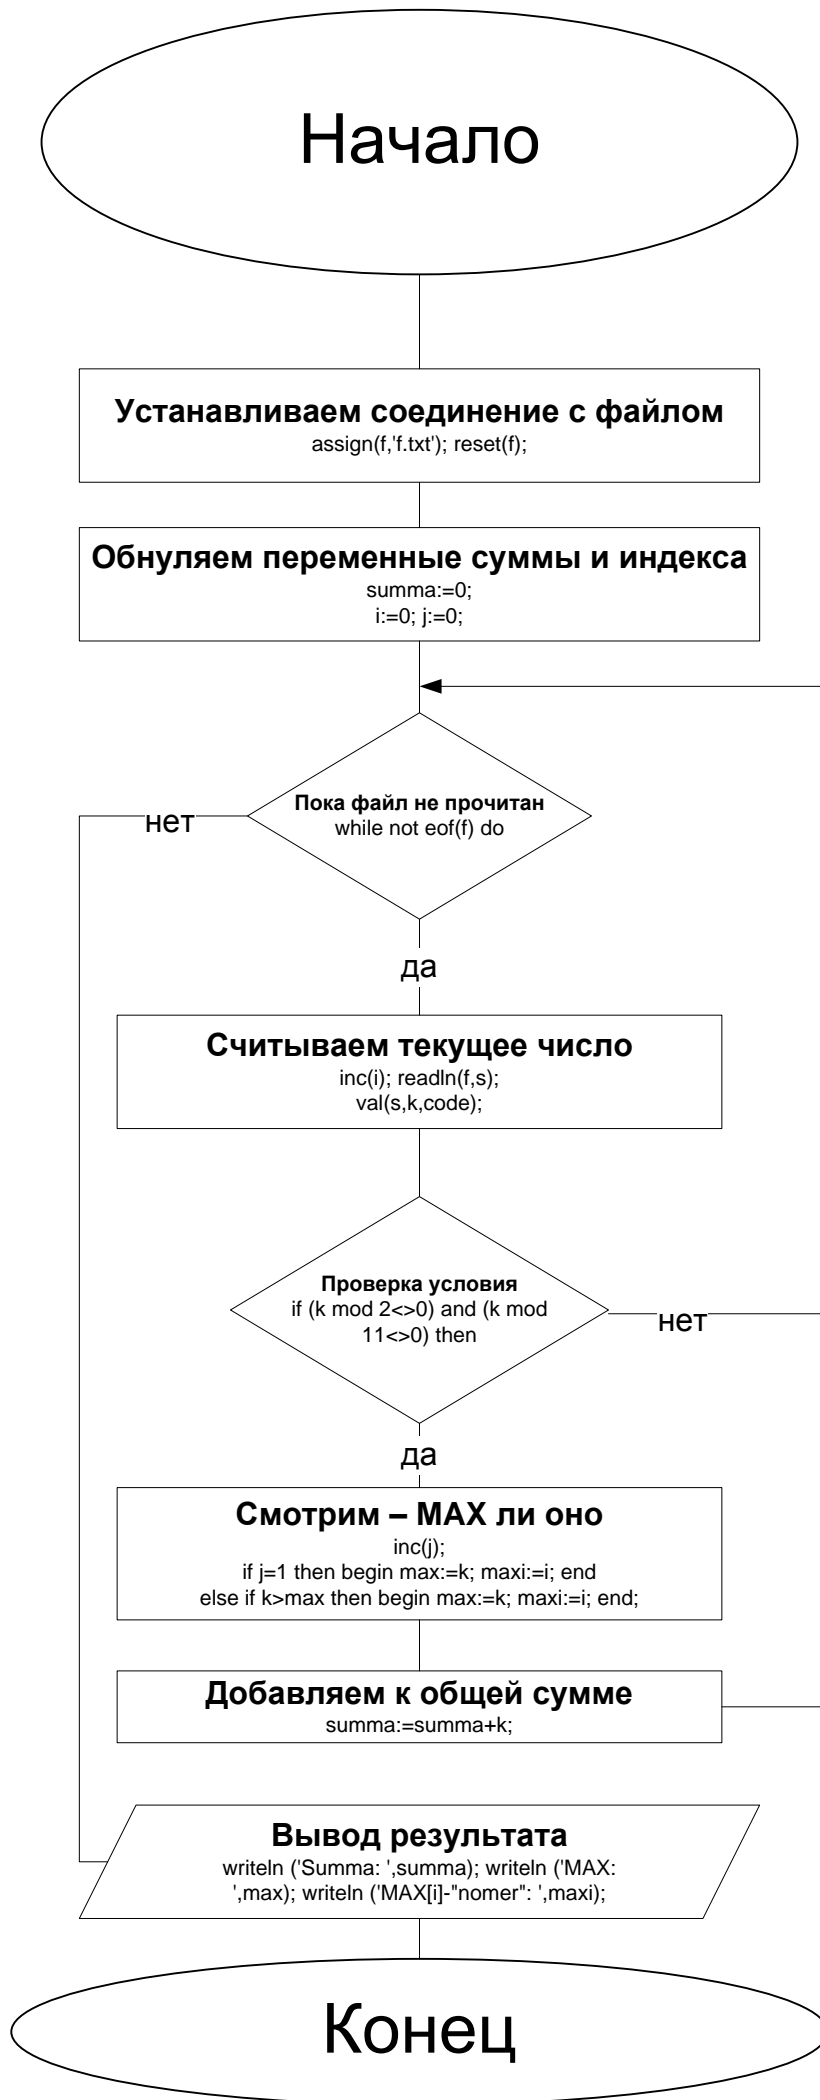 Начало
Устанавливаем соединение с файлом
assign(f,'f.txt'); reset(f);
Обнуляем переменные суммы и индекса
summa:=0;
i:=0; j:=0;
Пока файл не прочитан
while not eof(f) do
нет
да
Считываем текущее число
inc(i); readln(f,s);
val(s,k,code);
Проверка условия
if (k mod 2<>0) and (k mod
11<>0) then
нет
да
Смотрим – MAX ли оно
inc(j);
if j=1 then begin max:=k; maxi:=i; end
else if k>max then begin max:=k; maxi:=i; end;
Добавляем к общей сумме
summa:=summa+k;
Вывод результата
writeln ('Summa: ',summa); writeln ('MAX:
',max); writeln ('MAX[i]-"nomer": ',maxi);
Конец